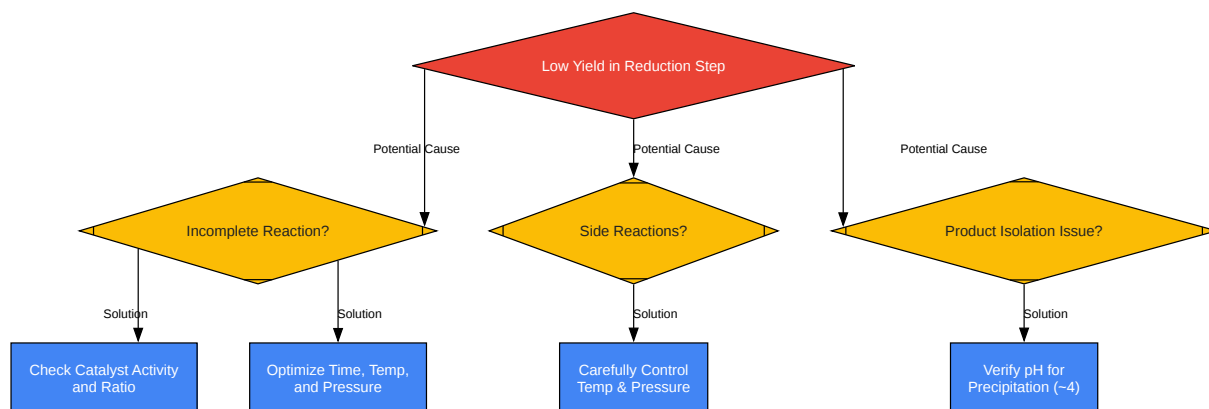 Low Yield in Reduction Step
Potential Cause
Potential Cause
Potential Cause
Incomplete Reaction?
Side Reactions?
Product Isolation Issue?
Solution
Solution
Solution
Solution
Check Catalyst Activity
and Ratio
Optimize Time, Temp,
and Pressure
Carefully Control
Temp & Pressure
Verify pH for
Precipitation (~4)